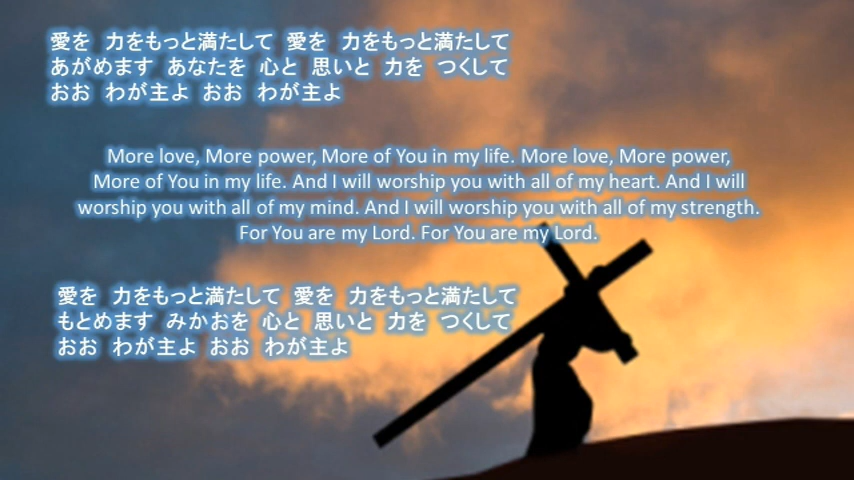 愛を　力をもっと満たして　愛を　力をもっと満たして
あがめます　あなたを　心と　思いと　力を　つくして
おお　わが主よ　おお　わが主よ
More love, More power, More of You in my life. More love, More power,
More of You in my life. And I will worship you with all of my heart. And I will
worship you with all of my mind. And I will worship you with all of my strength.
For You are my Lord. For You are my Lord.
愛を　力をもっと満たして　愛を　力をもっと満たして
もとめます　みかおを　心と　思いと　力を　つくして
おお　わが主よ　おお　わが主よ